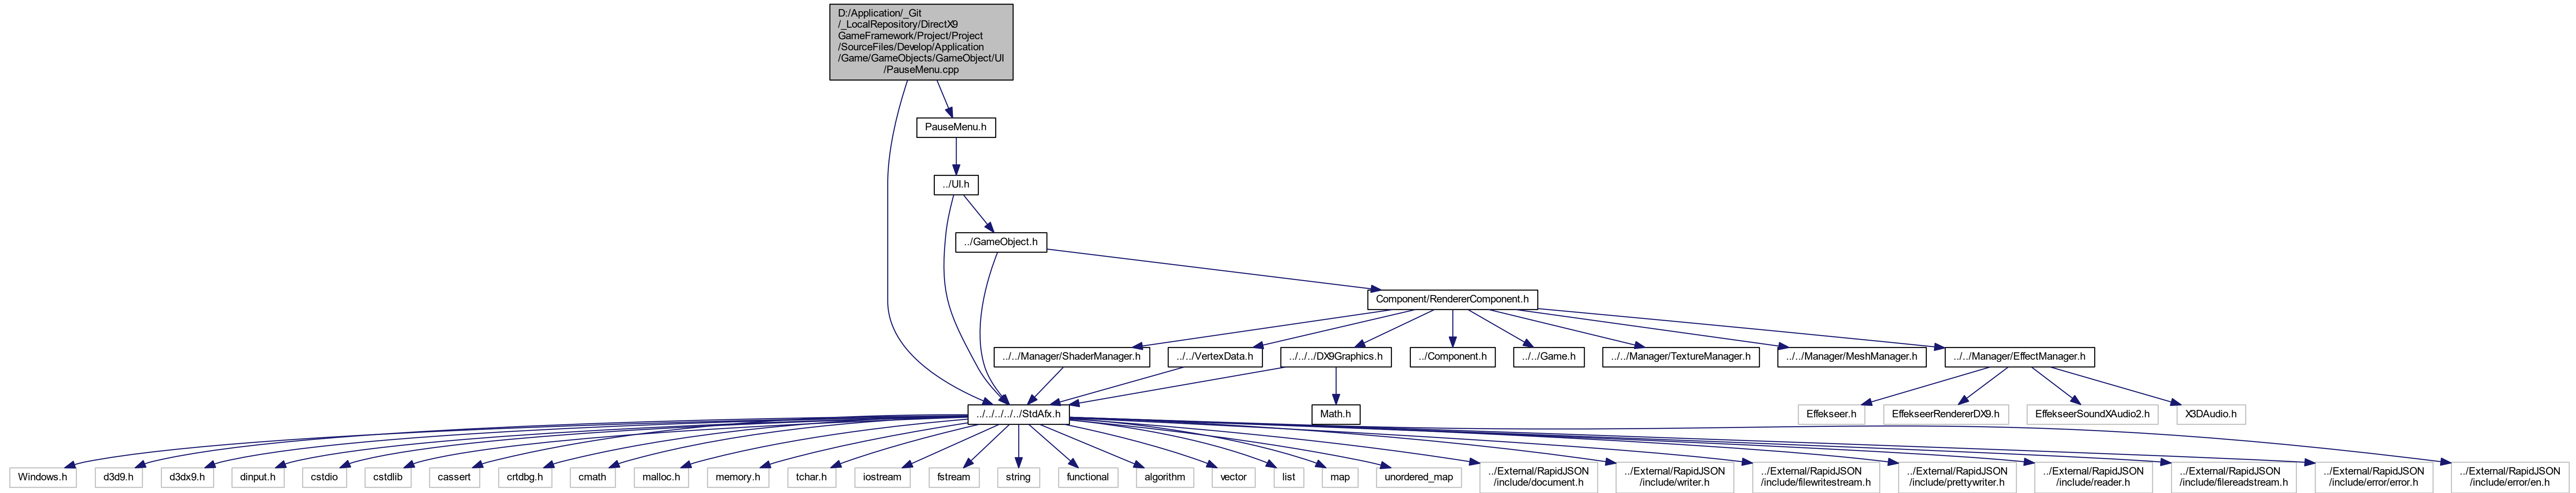 D:/Application/_Git
/_LocalRepository/DirectX9
GameFramework/Project/Project
/SourceFiles/Develop/Application
/Game/GameObjects/GameObject/UI
/PauseMenu.cpp
PauseMenu.h
../UI.h
../GameObject.h
Component/RendererComponent.h
../../Manager/ShaderManager.h
../../VertexData.h
../../../DX9Graphics.h
../Component.h
../../Game.h
../../Manager/TextureManager.h
../../Manager/MeshManager.h
../../Manager/EffectManager.h
../../../../../StdAfx.h
Math.h
Effekseer.h
EffekseerRendererDX9.h
EffekseerSoundXAudio2.h
X3DAudio.h
Windows.h
d3d9.h
d3dx9.h
dinput.h
cstdio
cstdlib
cassert
crtdbg.h
cmath
malloc.h
memory.h
tchar.h
iostream
fstream
string
functional
algorithm
vector
list
map
unordered_map
../External/RapidJSON
/include/document.h
../External/RapidJSON
/include/writer.h
../External/RapidJSON
/include/filewritestream.h
../External/RapidJSON
/include/prettywriter.h
../External/RapidJSON
/include/reader.h
../External/RapidJSON
/include/filereadstream.h
../External/RapidJSON
/include/error/error.h
../External/RapidJSON
/include/error/en.h